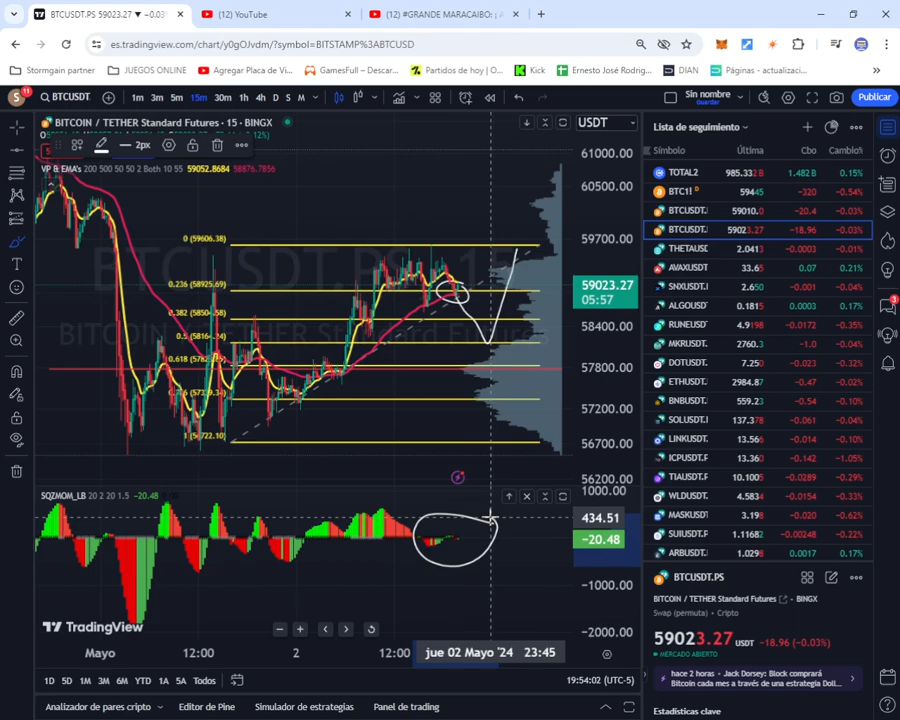 BTCUSDT.PS 59023.27 ▼ −0.03
(12) YouTube
(12) #GRANDE MARACAIBO: ¡ A
es.tradingview.com/chart/y0gOJvdm/?symbol=BITSTAMP%3ABTCUSD
Stormgain partner
JUEGOS ONLINE
Agregar Placa de Vi...
GamesFull – Descar...
Partidos de hoy | O...
Kick
Ernesto José Rodrig...
DIAN
Páginas - actualizaci...
S 11
BTCUSDT.
1m 3m 5m 15m 30m 1h 4h D S M
Sin nombre
Guardar
Publicar
BITCOIN / TETHER Standard Futures · 15 · BINGX
USDT
2px
VP & EMA's 200 500 50 50 2 Both 10 55 59052.8684 58876.7856
BTCUSDT.PS, 15
BITCOIN / TETHER Standard Futures
0 (59606.38)
0.236 (58925.69)
1 (56722.10)
61000.00
60500.00
59700.00
59023.27
05:57
58400.00
57800.00
57200.00
56700.00
56200.00
SQZMOM_LB 20 2 20 1.5 −20.48
1000.00
434.51
−20.48
−1000.00
−2000.00
TradingView
Mayo
12:00
2
12:00
jue 02 Mayo '24 23:45
1D 5D 1M 3M 6M YTD 1A 5A Todos
19:54:02 (UTC-5)
Analizador de pares cripto
Editor de Pine
Simulador de estrategias
Panel de trading
Lista de seguimiento
Símbolo Última Cbo Cambio%
TOTAL2 985.332 B 1.482 B 0.15%
BTC1! D 59445 −320 −0.54%
BTCUSDT. 59010.0 −20.4 −0.03%
BTCUSDT. 59023.27 −18.96 −0.03%
THETAUSD 2.0413 −0.0003 −0.01%
AVAXUSDT 33.65 0.07 0.21%
SNXUSDT. 2.650 −0.001 −0.04%
ALGOUSDT 0.1815 0.0003 0.17%
RUNEUSDT 4.9198 −0.0172 −0.35%
MKRUSDT. 2760.3 −1.0 −0.04%
DOTUSDT. 7.250 −0.023 −0.32%
ETHUSDT. 2984.87 −0.43 −0.01%
BNBUSDT. 559.23 −0.54 −0.10%
SOLUSDT. 137.378 −0.061 −0.04%
LINKUSDT. 13.566 −0.014 −0.10%
ICPUSDT. 13.360 −0.142 −1.05%
TIAUSDT. 10.1005 −0.0289 −0.29%
WLDUSDT. 4.5834 −0.0154 −0.33%
MASKUSD 3.198 −0.020 −0.62%
SUIUSDT. 1.11682 −0.00248 −0.22%
ARBUSDT. 1.0298 0.0017 0.17%
BTCUSDT.PS
BITCOIN / TETHER Standard Futures · BINGX
Swap (permuta) · Cripto
59023.27 USDT −18.96 (−0.03%)
MERCADO ABIERTO
hace 2 horas · Jack Dorsey: Block comprará
Bitcoin cada mes a través de una estrategia Doll...
Estadísticas clave
3